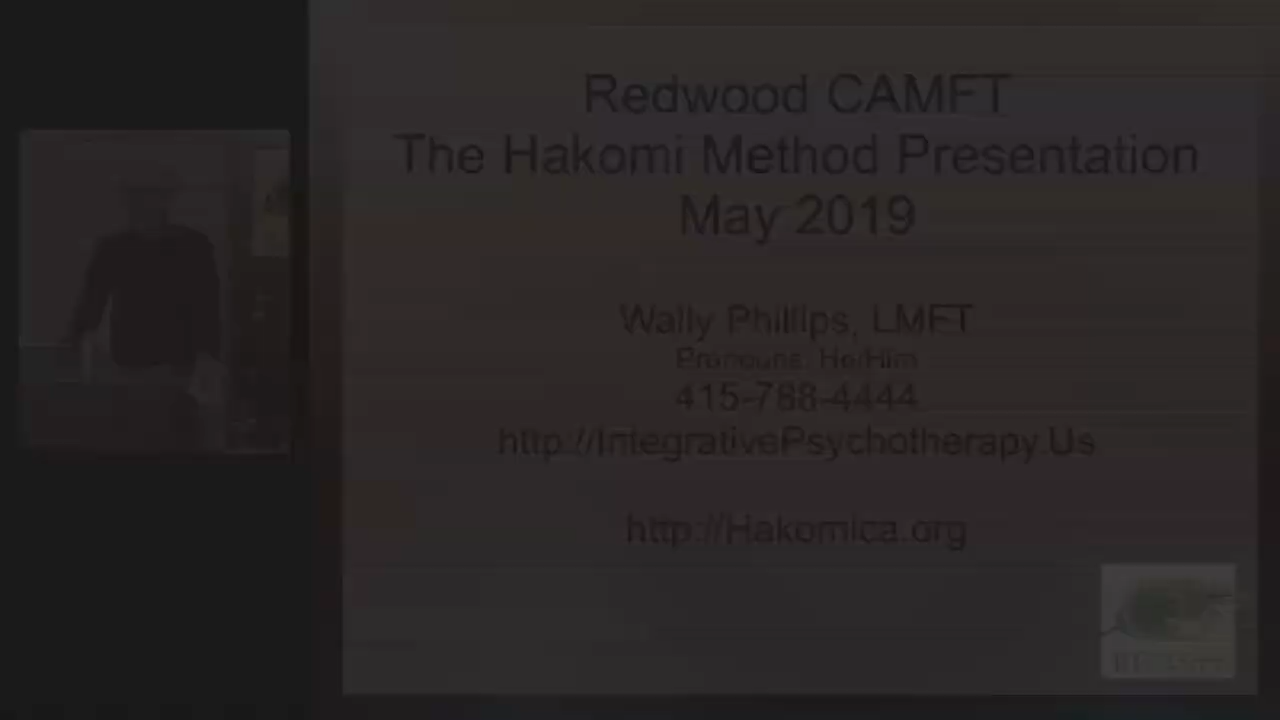 Redwood CAMFT
The Hakomi Method Presentation
May 2019
Wally Phillips, LMFT
Pronouns: He/Him
415-788-4444
http://IntegrativePsychotherapy.Us
http://Hakomica.org